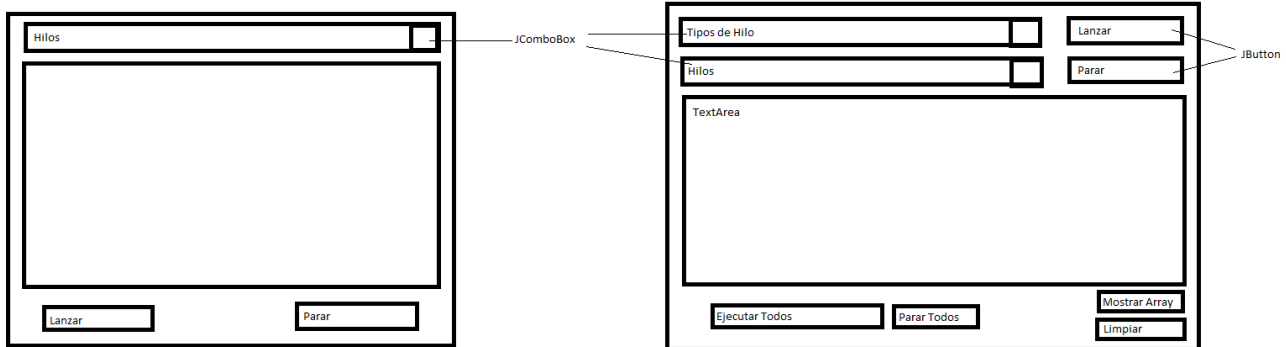 Hilos
JComboBox
Lanzar
Parar
Tipos de Hilo
Lanzar
Hilos
Parar
JButton
TextArea
Ejecutar Todos
Parar Todos
Mostrar Array
Limpiar